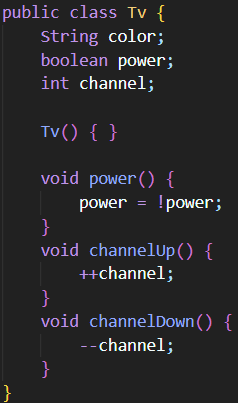 public class Tv {
    String color;
    boolean power;
    int channel;

    Tv() { }

    void power() {
        power = !power;
    }
    void channelUp() {
        ++channel;
    }
    void channelDown() {
        --channel;
    }
}